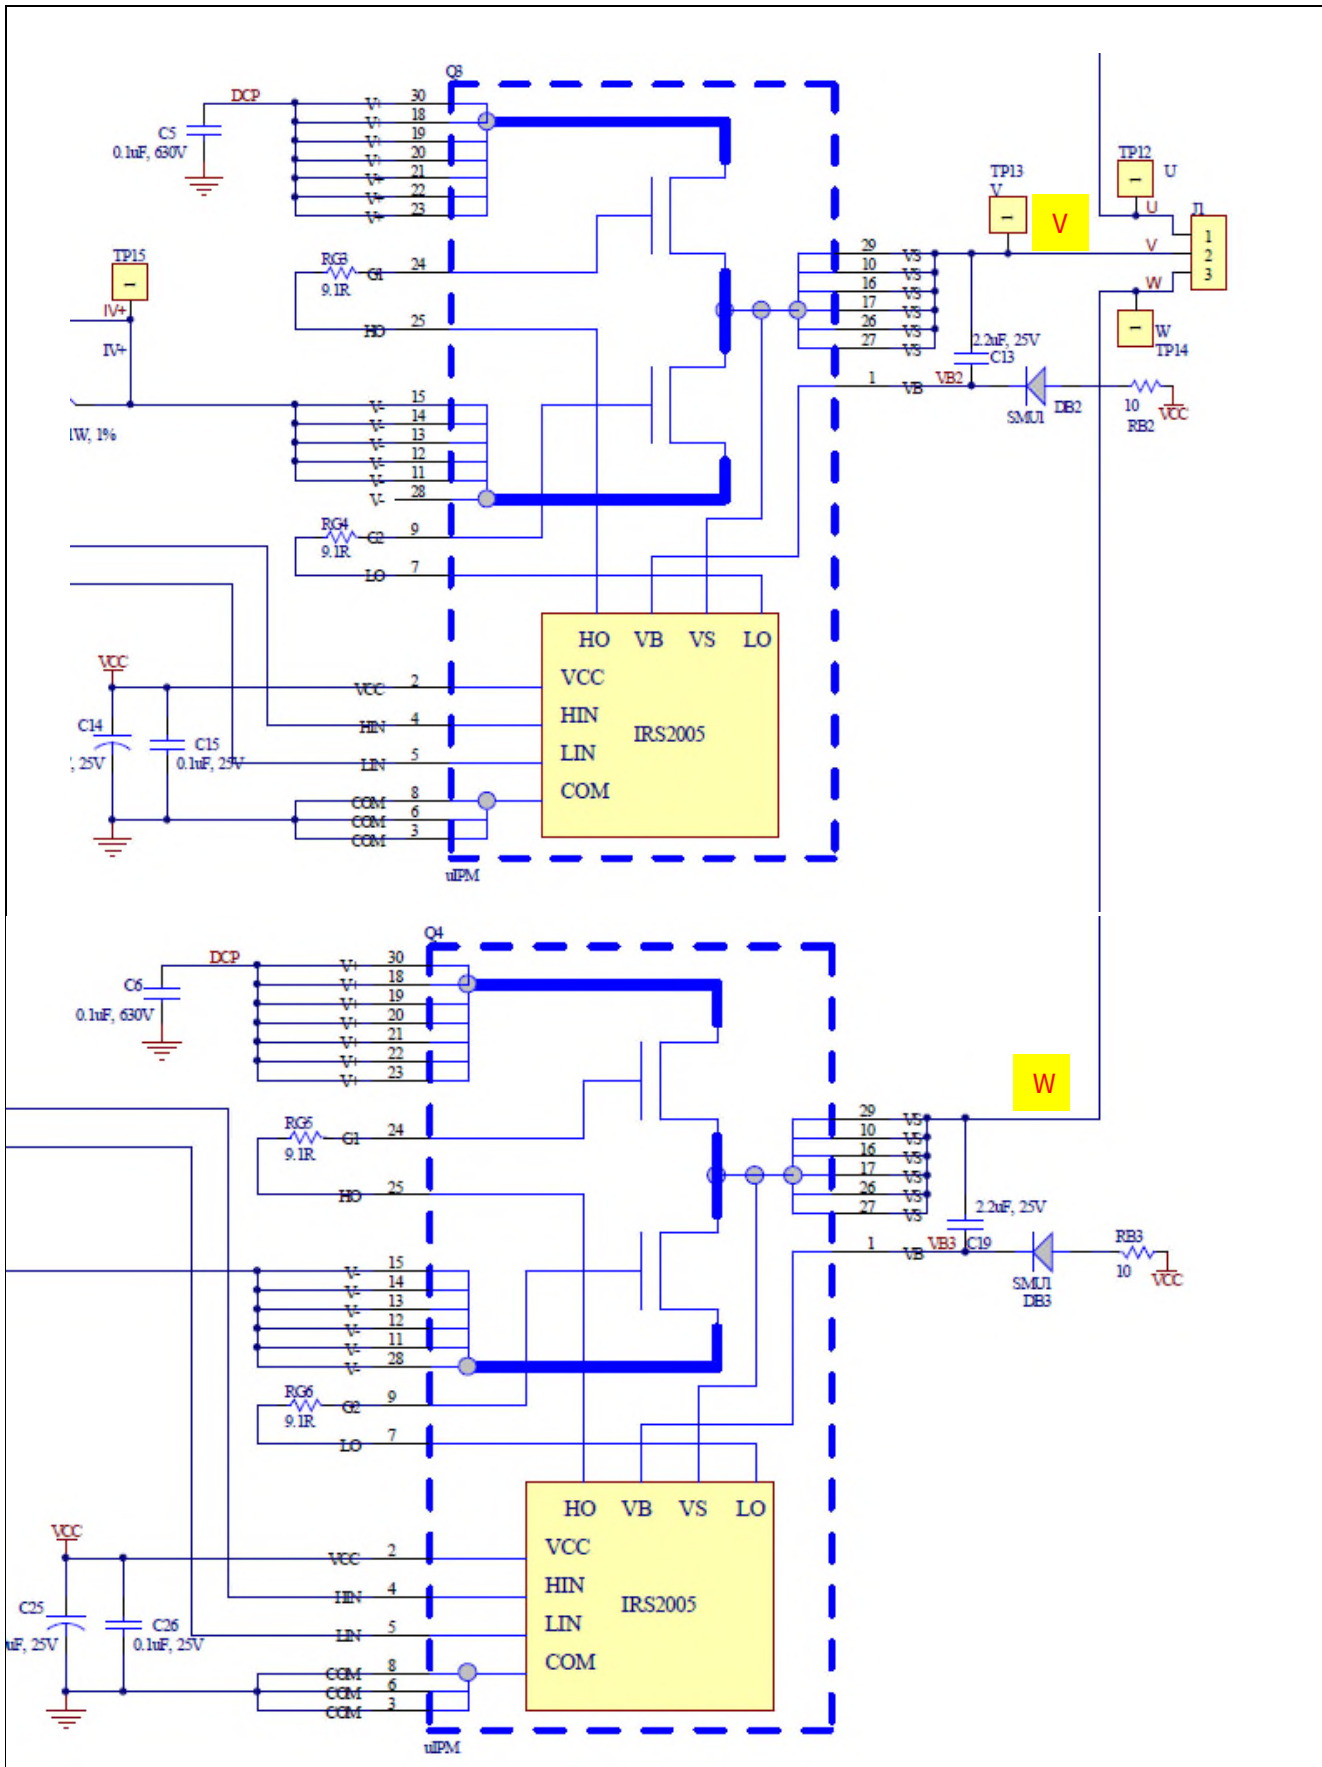 Q3
DCP
C5
0.1uF, 630V
V+ 30
V+ 18
V+ 19
V+ 20
V+ 21
V+ 22
V+ 23
TP12
U
TP13
V
V
U
J1
1
2
3
V
W
W
TP14
TP15
IV+
IV+
RG3
9.1R
G1 24
HO 25
29 VS
10 VS
16 VS
17 VS
26 VS
27 VS
2.2uF, 25V
C13
1 VB
VB2
SMU1
DB2
10
RB2
VCC
1W, 1%
V- 15
V- 14
V- 13
V- 12
V- 11
V- 28
RG4
9.1R
G2 9
LO 7
HO VB VS LO
VCC
HIN
LIN
COM
IRS2005
VCC
C14
, 25V
C15
0.1uF, 25V
VCC 2
HIN 4
LIN 5
COM 8
COM 6
COM 3
uIPM
Q4
DCP
C6
0.1uF, 630V
V+ 30
V+ 18
V+ 19
V+ 20
V+ 21
V+ 22
V+ 23
W
RG5
9.1R
G1 24
HO 25
29 VS
10 VS
16 VS
17 VS
26 VS
27 VS
2.2uF, 25V
1 VB
VB3
C19
SMU1
DB3
RB3
10
VCC
V- 15
V- 14
V- 13
V- 12
V- 11
V- 28
RG6
9.1R
G2 9
LO 7
HO VB VS LO
VCC
HIN
LIN
COM
IRS2005
VCC
C25
uF, 25V
C26
0.1uF, 25V
VCC 2
HIN 4
LIN 5
COM 8
COM 6
COM 3
uIPM